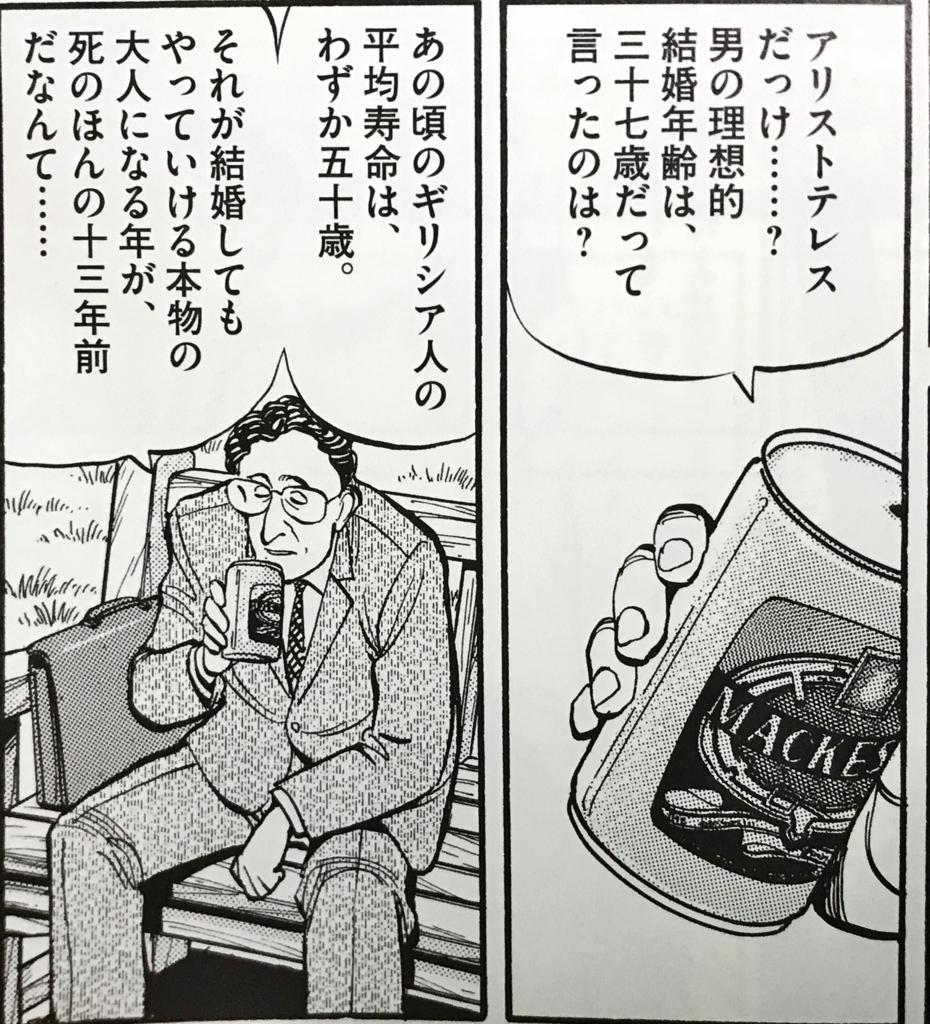 アリストテレス
だっけ……？
男の理想的
結婚年齢は、
三十七歳だって
言ったのは？
MACKES
あの頃のギリシア人の
平均寿命は、
わずか五十歳。
それが結婚しても
やっていける本物の
大人になる年が、
死のほんの十三年前
だなんて……